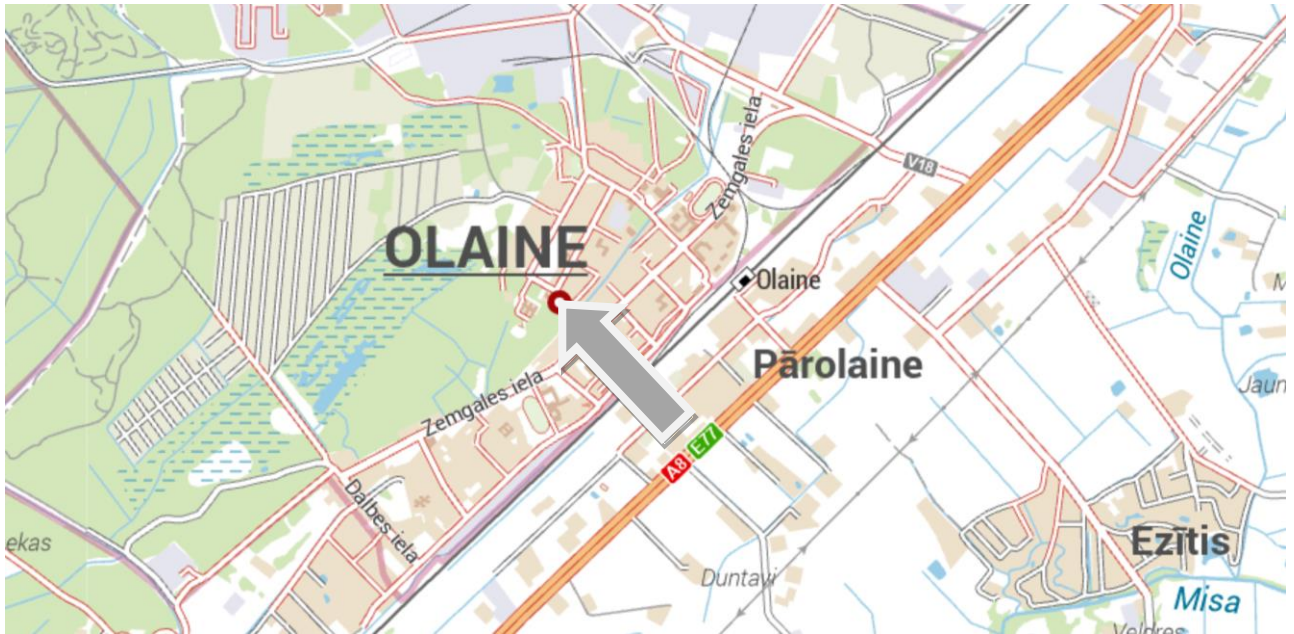 Zemgales iela
V18
Olaine
OLAINE
Olaine
Pārolaine
Zemgales iela
E77
A8
Dalbes iela
ekas
Ezītis
Duntavi
Misa